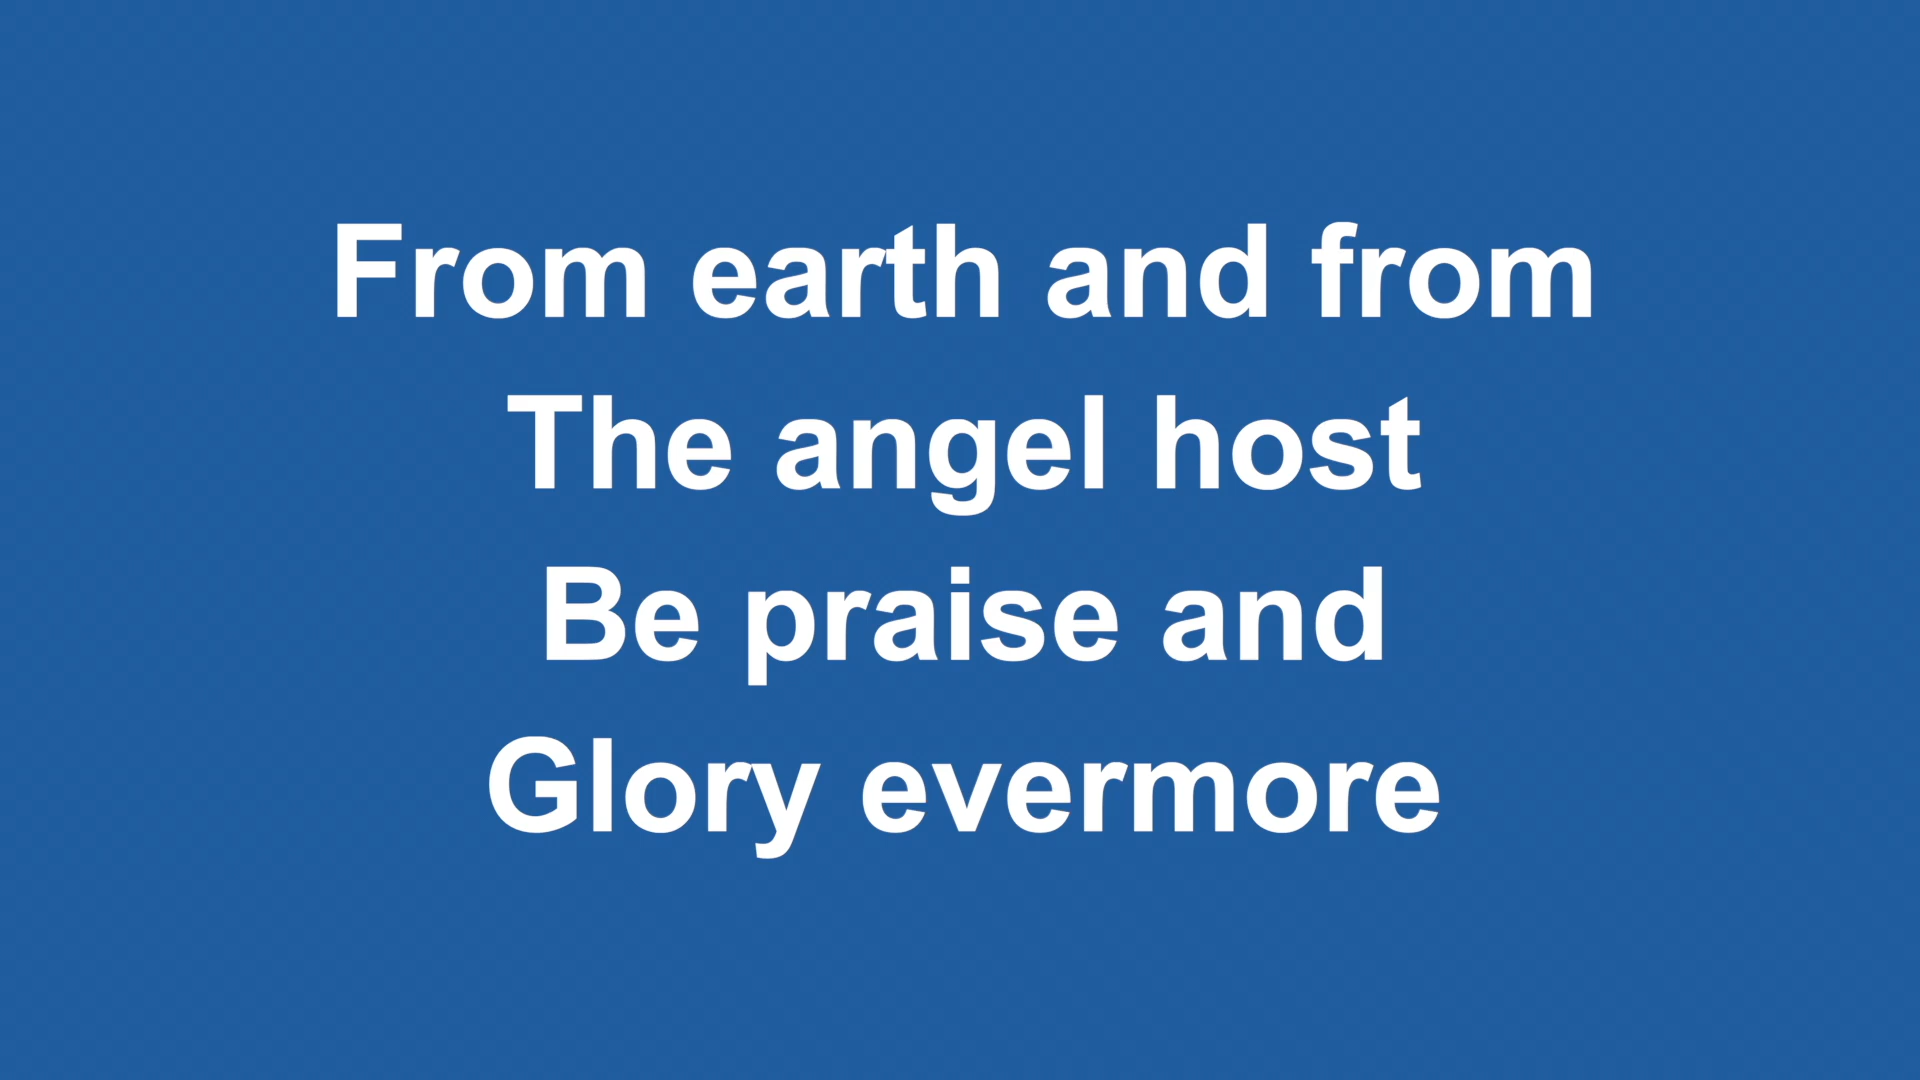 From earth and from
The angel host
Be praise and
Glory evermore